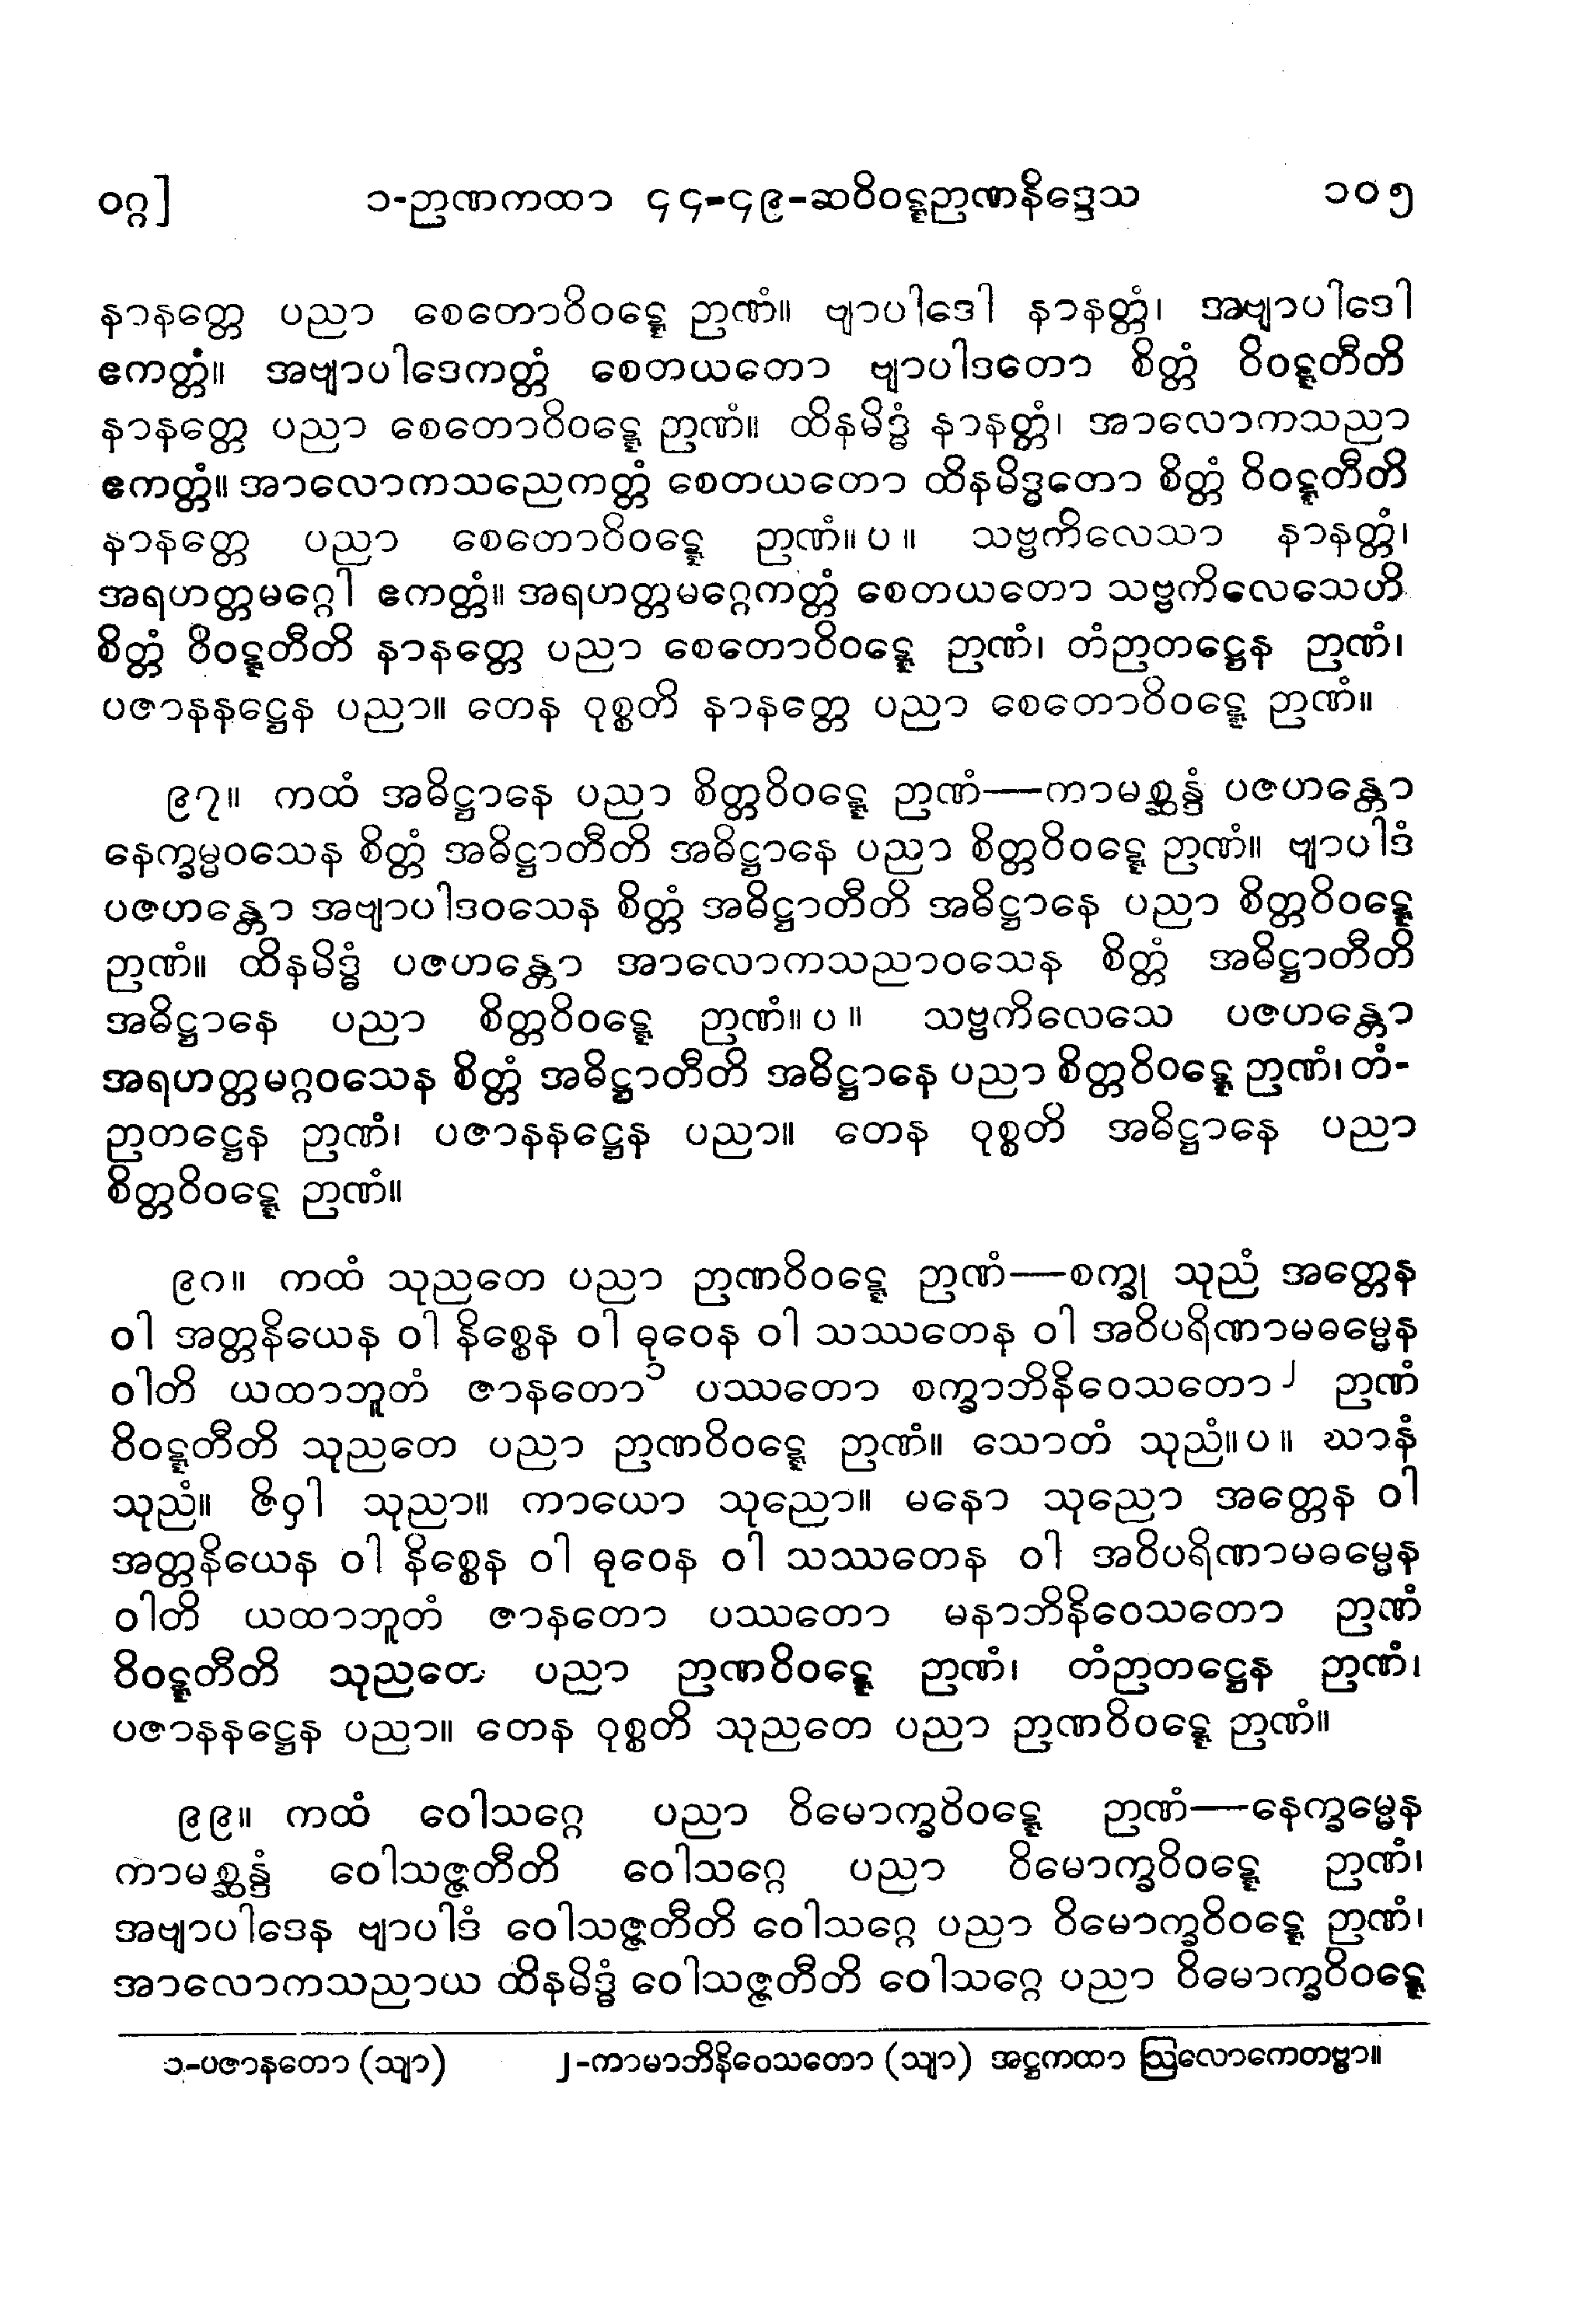 ဝဂ္ဂ]	၁-ဉာဏကထာ ၄၄-၄၉-ဆဝိဝဋ္ဋဉာဏနိဒ္ဒေသ	၁၀၅
နာနတ္တေ ပညာ စေတောဝိဝဋ္ဋေ ဉာဏံ။ ဗျာပါဒေါ နာနတ္တံ၊ အဗျာပါဒေါ
ဧကတ္တံ။ အဗျာပါဒေကတ္တံ စေတယတော ဗျာပါဒတော စိတ္တံ ဝိဝဋ္ဋတီတိ
နာနတ္တေ ပညာ စေတောဝိဝဋ္ဋေ ဉာဏံ။ ထိနမိဒ္ဓံ နာနတ္တံ၊ အာလောကသညာ
ဧကတ္တံ။ အာလောကသညေကတ္တံ စေတယတော ထိနမိဒ္ဓတော စိတ္တံ ဝိဝဋ္ဋတီတိ
နာနတ္တေ ပညာ စေတောဝိဝဋ္ဋေ ဉာဏံ။ပ။ သဗ္ဗကိလေသာ နာနတ္တံ၊
အရဟတ္တမဂ္ဂေါ ဧကတ္တံ။ အရဟတ္တမဂ္ဂေကတ္တံ စေတယတော သဗ္ဗကိလေသေဟိ
စိတ္တံ ဝိဝဋ္ဋတီတိ နာနတ္တေ ပညာ စေတောဝိဝဋ္ဋေ ဉာဏံ၊ တံဉာတဋ္ဌေန ဉာဏံ၊
ပဇာနနဋ္ဌေန ပညာ။ တေန ဝုစ္စတိ နာနတ္တေ ပညာ စေတောဝိဝဋ္ဋေ ဉာဏံ။
၉၇။ ကထံ အဓိဋ္ဌာနေ ပညာ စိတ္တဝိဝဋ္ဋေ ဉာဏံ—ကာမစ္ဆန္ဒံ ပဇဟန္တော
နေက္ခမ္မဝသေန စိတ္တံ အဓိဋ္ဌာတီတိ အဓိဋ္ဌာနေ ပညာ စိတ္တဝိဝဋ္ဋေ ဉာဏံ။ ဗျာပါဒံ
ပဇဟန္တော အဗျာပါဒဝသေန စိတ္တံ အဓိဋ္ဌာတီတိ အဓိဋ္ဌာနေ ပညာ စိတ္တဝိဝဋ္ဋေ
ဉာဏံ။ ထိနမိဒ္ဓံ ပဇဟန္တော အာလောကသညာဝသေန စိတ္တံ အဓိဋ္ဌာတီတိ
အဓိဋ္ဌာနေ ပညာ စိတ္တဝိဝဋ္ဋေ ဉာဏံ။ပ။ သဗ္ဗကိလေသေ ပဇဟန္တော
အရဟတ္တမဂ္ဂဝသေန စိတ္တံ အဓိဋ္ဌာတီတိ အဓိဋ္ဌာနေ ပညာ စိတ္တဝိဝဋ္ဋေ ဉာဏံ၊ တံ-
ဉာတဋ္ဌေန ဉာဏံ၊ ပဇာနနဋ္ဌေန ပညာ။ တေန ဝုစ္စတိ အဓိဋ္ဌာနေ ပညာ
စိတ္တဝိဝဋ္ဋေ ဉာဏံ။
၉၈။ ကထံ သုညတေ ပညာ ဉာဏဝိဝဋ္ဋေ ဉာဏံ—စက္ခု သုညံ အတ္တေန
ဝါ အတ္တနိယေန ဝါ နိစ္စေန ဝါ ဓုဝေန ဝါ သဿတေန ဝါ အဝိပရိဏာမဓမ္မေန
ဝါတိ ယထာဘူတံ ဇာနတော၁ ပဿတော စက္ခာဘိနိဝေသတော၂ ဉာဏံ
ဝိဝဋ္ဋတီတိ သုညတေ ပညာ ဉာဏဝိဝဋ္ဋေ ဉာဏံ။ သောတံ သုညံ။ပ။ ဃာနံ
သုညံ။ ဇိဝှါ သုညာ။ ကာယော သုညော။ မနော သုညော အတ္တေန ဝါ
အတ္တနိယေန ဝါ နိစ္စေန ဝါ ဓုဝေန ဝါ သဿတေန ဝါ အဝိပရိဏာမဓမ္မေန
ဝါတိ ယထာဘူတံ ဇာနတော ပဿတော မနာဘိနိဝေသတော ဉာဏံ
ဝိဝဋ္ဋတီတိ သုညတေ ပညာ ဉာဏဝိဝဋ္ဋေ ဉာဏံ၊ တံဉာတဋ္ဌေန ဉာဏံ၊
ပဇာနနဋ္ဌေန ပညာ။ တေန ဝုစ္စတိ သုညတေ ပညာ ဉာဏဝိဝဋ္ဋေ ဉာဏံ။
၉၉။ ကထံ ဝေါသဂ္ဂေ ပညာ ဝိမောက္ခဝိဝဋ္ဋေ ဉာဏံ—နေက္ခမ္မေန
ကာမစ္ဆန္ဒံ ဝေါသဇ္ဇတီတိ ဝေါသဂ္ဂေ ပညာ ဝိမောက္ခဝိဝဋ္ဋေ ဉာဏံ၊
အဗျာပါဒေန ဗျာပါဒံ ဝေါသဇ္ဇတီတိ ဝေါသဂ္ဂေ ပညာ ဝိမောက္ခဝိဝဋ္ဋေ ဉာဏံ၊
အာလောကသညာယ ထိနမိဒ္ဓံ ဝေါသဇ္ဇတီတိ ဝေါသဂ္ဂေ ပညာ ဝိမောက္ခဝိဝဋ္ဋေ
၁-ပဇာနတော (သျာ)	၂-ကာမာဘိနိဝေသတော (သျာ) အဋ္ဌကထာ ဩလောကေတဗ္ဗာ။